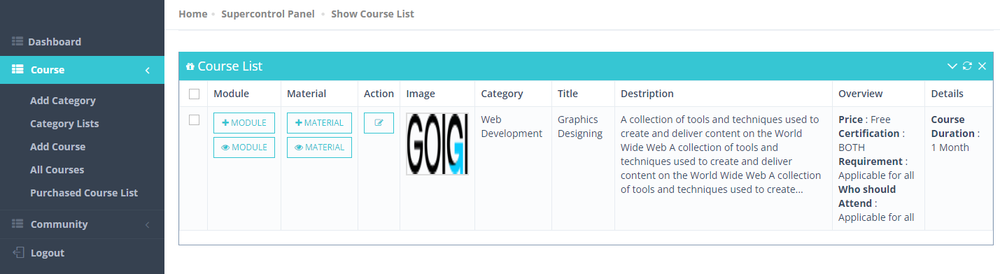 Home • Supercontrol Panel • Show Course List
Dashboard
Course
Add Category
Category Lists
Add Course
All Courses
Purchased Course List
Community
Logout
Course List
Module Material Action Image Category Title Destription Overview Details
MODULE
MODULE
MATERIAL
MATERIAL
GOIGI
Web
Development
Graphics
Designing
A collection of tools and techniques used to
create and deliver content on the World
Wide Web A collection of tools and
techniques used to create and deliver
content on the World Wide Web A collection
of tools and techniques used to create...
Price : Free
Certification :
BOTH
Requirement :
Applicable for all
Who should
Attend :
Applicable for all
Course
Duration :
1 Month